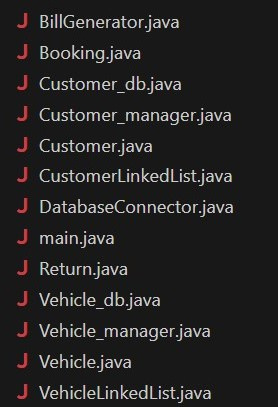 J BillGenerator.java
J Booking.java
J Customer_db.java
J Customer_manager.java
J Customer.java
J CustomerLinkedList.java
J DatabaseConnector.java
J main.java
J Return.java
J Vehicle_db.java
J Vehicle_manager.java
J Vehicle.java
J VehicleLinkedList.java